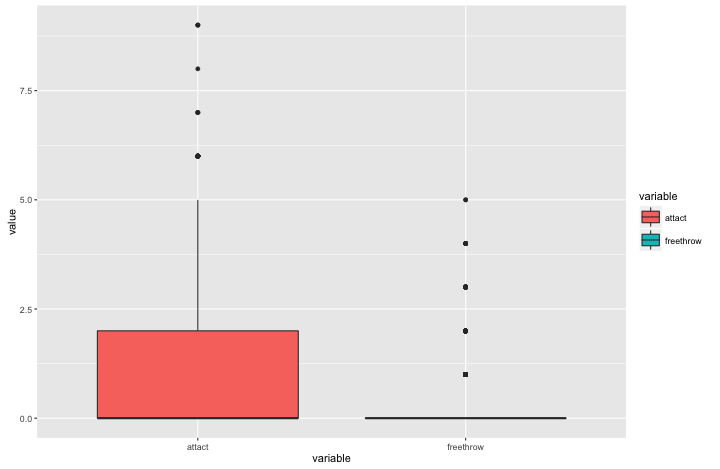 value
7.5
5.0
2.5
0.0
attact
freethrow
variable
variable
attact
freethrow